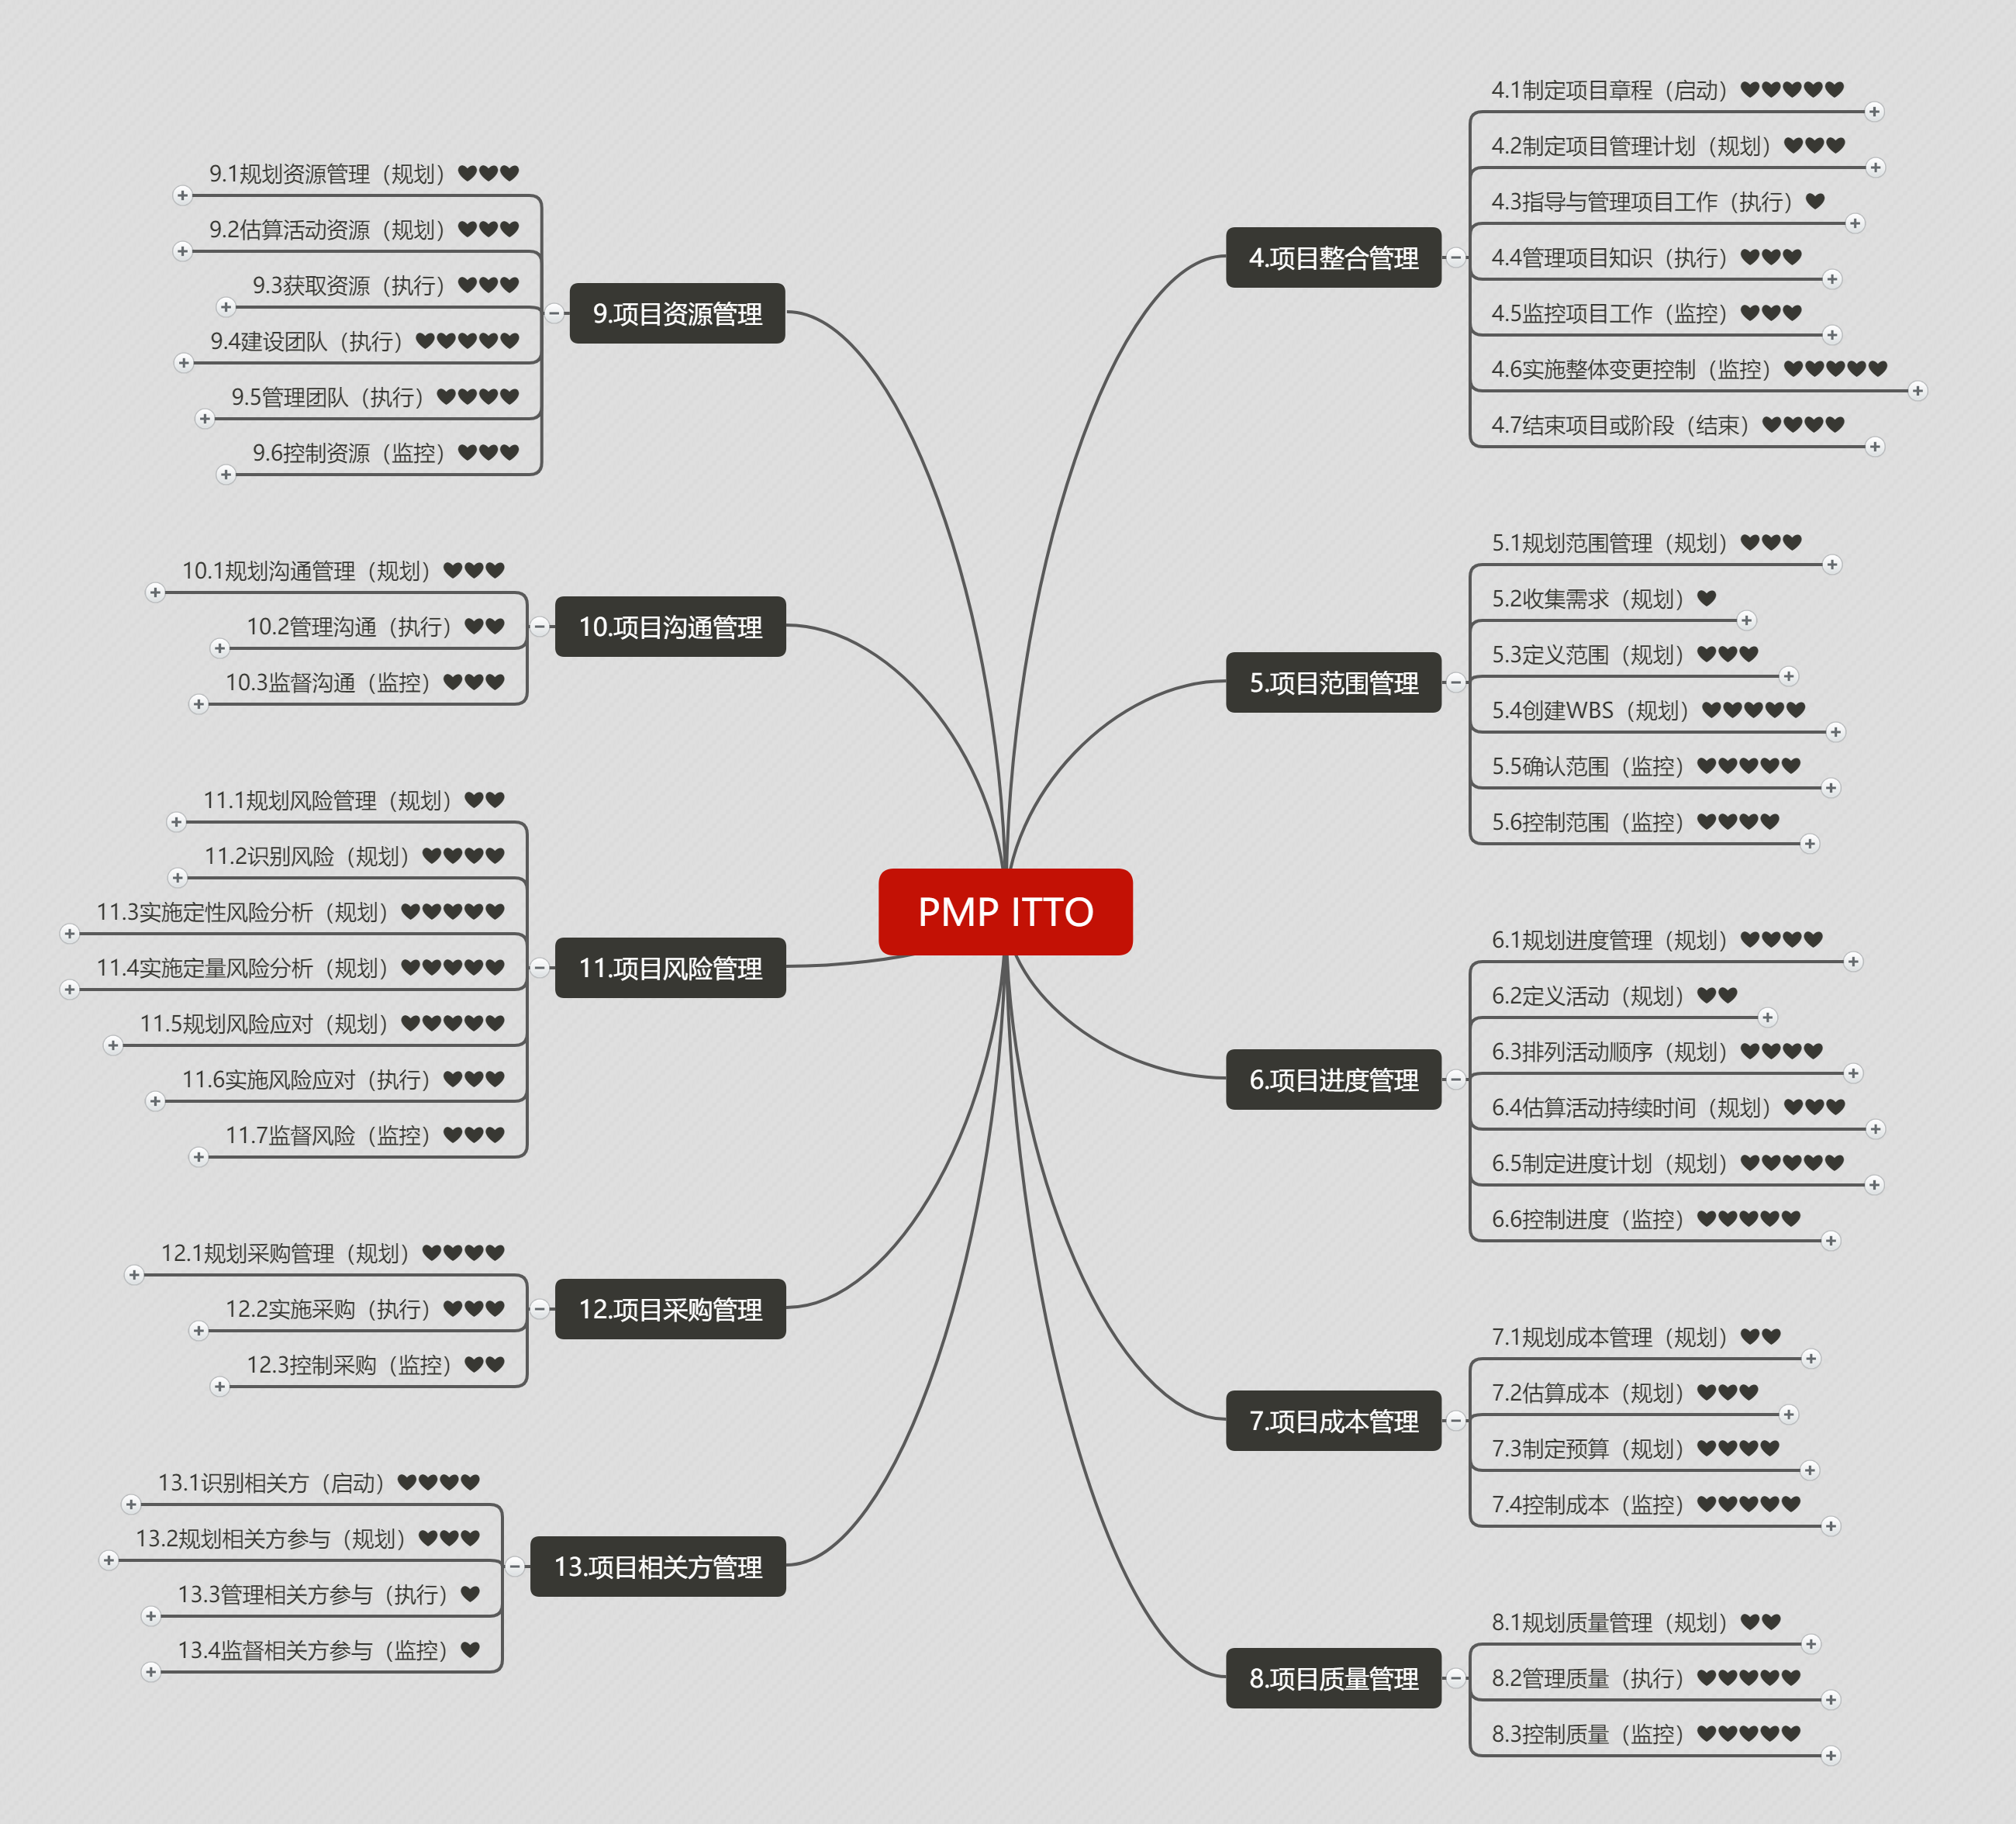 PMP ITTO
4.项目整合管理
4.1制定项目章程（启动）♥♥♥♥♥
4.2制定项目管理计划（规划）♥♥♥
4.3指导与管理项目工作（执行）♥
4.4管理项目知识（执行）♥♥♥
4.5监控项目工作（监控）♥♥♥
4.6实施整体变更控制（监控）♥♥♥♥♥
4.7结束项目或阶段（结束）♥♥♥♥
5.项目范围管理
5.1规划范围管理（规划）♥♥♥
5.2收集需求（规划）♥
5.3定义范围（规划）♥♥♥
5.4创建WBS（规划）♥♥♥♥♥
5.5确认范围（监控）♥♥♥♥♥
5.6控制范围（监控）♥♥♥♥
6.项目进度管理
6.1规划进度管理（规划）♥♥♥♥
6.2定义活动（规划）♥♥
6.3排列活动顺序（规划）♥♥♥♥
6.4估算活动持续时间（规划）♥♥♥
6.5制定进度计划（规划）♥♥♥♥♥
6.6控制进度（监控）♥♥♥♥♥
7.项目成本管理
7.1规划成本管理（规划）♥♥
7.2估算成本（规划）♥♥♥
7.3制定预算（规划）♥♥♥♥
7.4控制成本（监控）♥♥♥♥♥
8.项目质量管理
8.1规划质量管理（规划）♥♥
8.2管理质量（执行）♥♥♥♥♥
8.3控制质量（监控）♥♥♥♥♥
9.项目资源管理
9.1规划资源管理（规划）♥♥♥
9.2估算活动资源（规划）♥♥♥
9.3获取资源（执行）♥♥♥
9.4建设团队（执行）♥♥♥♥♥
9.5管理团队（执行）♥♥♥♥
9.6控制资源（监控）♥♥♥
10.项目沟通管理
10.1规划沟通管理（规划）♥♥♥
10.2管理沟通（执行）♥♥
10.3监督沟通（监控）♥♥♥
11.项目风险管理
11.1规划风险管理（规划）♥♥
11.2识别风险（规划）♥♥♥♥
11.3实施定性风险分析（规划）♥♥♥♥♥
11.4实施定量风险分析（规划）♥♥♥♥♥
11.5规划风险应对（规划）♥♥♥♥♥
11.6实施风险应对（执行）♥♥♥
11.7监督风险（监控）♥♥♥
12.项目采购管理
12.1规划采购管理（规划）♥♥♥♥
12.2实施采购（执行）♥♥♥
12.3控制采购（监控）♥♥
13.项目相关方管理
13.1识别相关方（启动）♥♥♥♥
13.2规划相关方参与（规划）♥♥♥
13.3管理相关方参与（执行）♥
13.4监督相关方参与（监控）♥